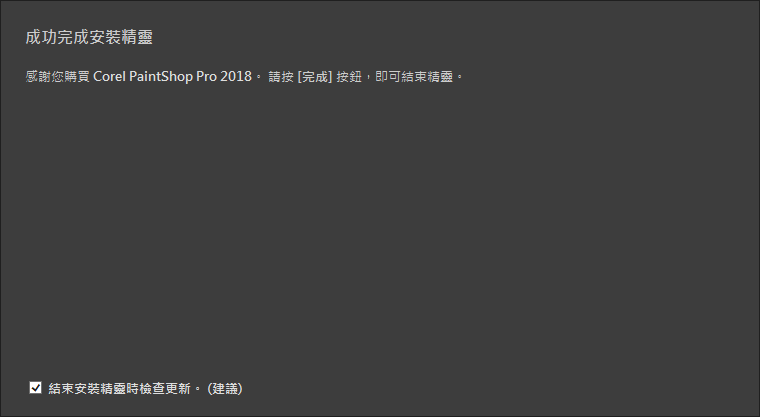 成功完成安裝精靈
感謝您購買 Corel PaintShop Pro 2018。 請按 [完成] 按鈕，即可結束精靈。
結束安裝精靈時檢查更新。 (建議)